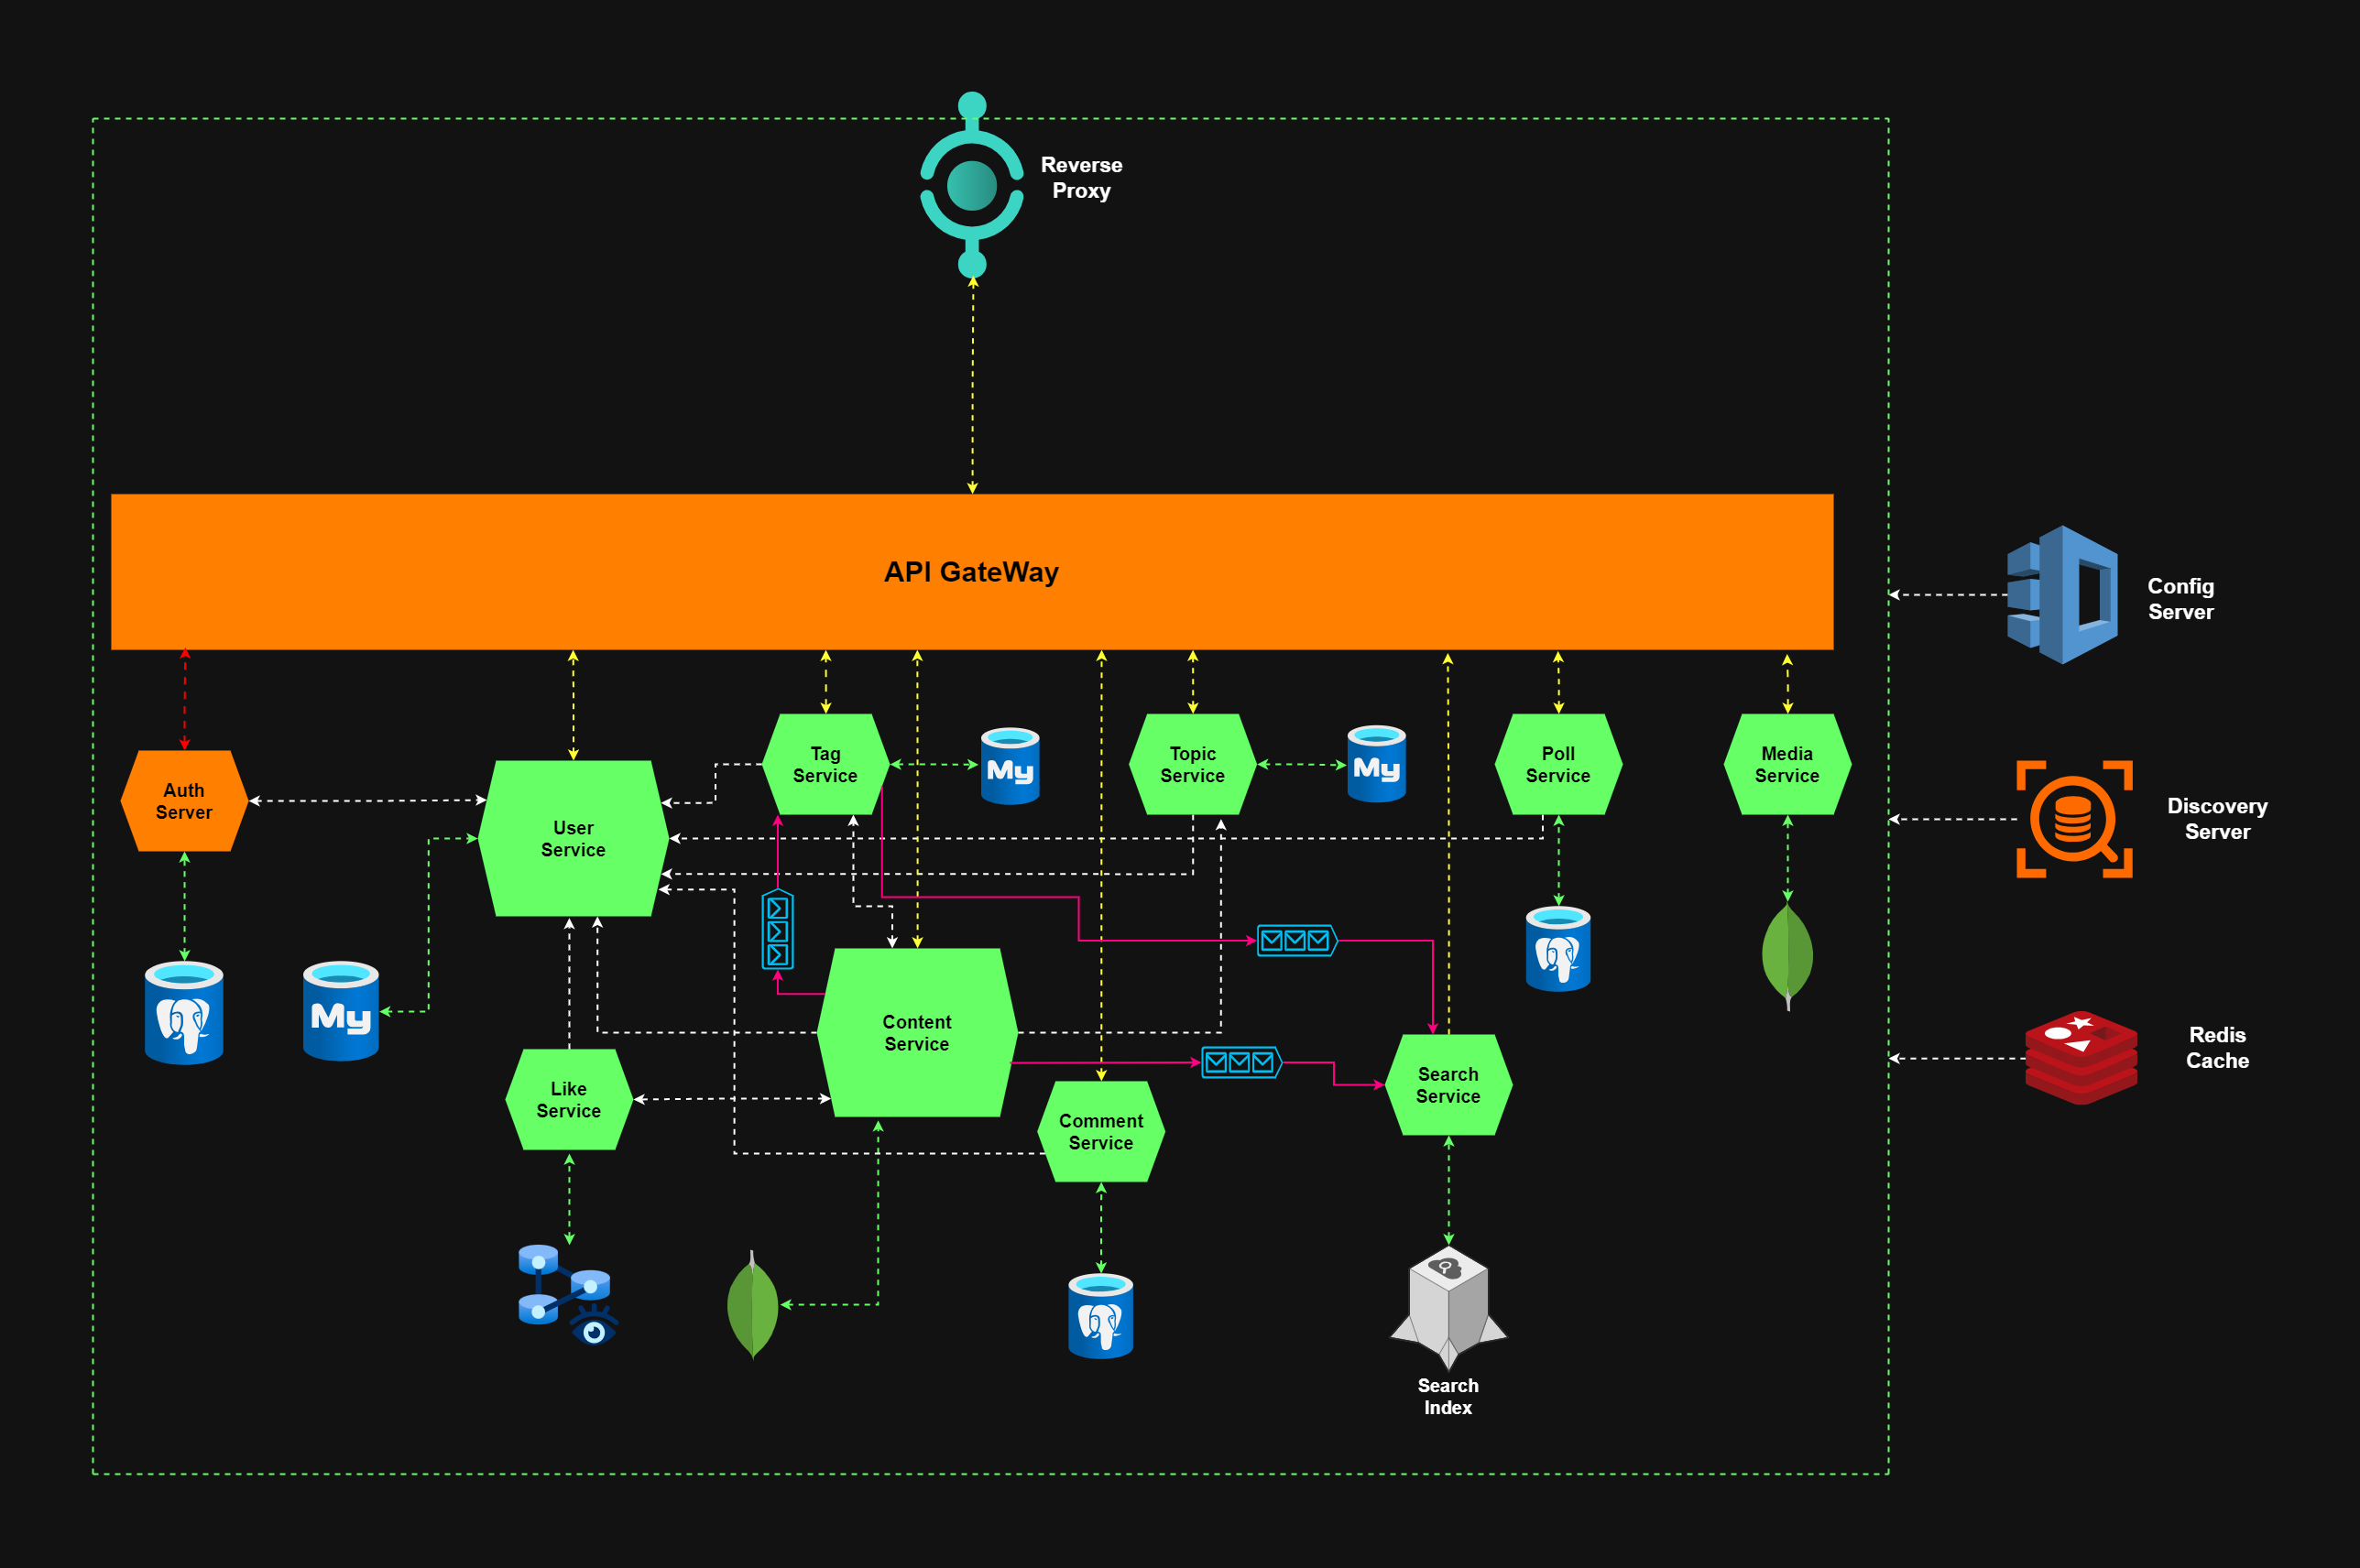 Reverse
Proxy
API GateWay
Config
Server
Auth
Server
User
Service
Tag
Service
My
Topic
Service
My
Poll
Service
Media
Service
Discovery
Server
My
Content
Service
Like
Service
Comment
Service
Search
Service
Redis
Cache
Search
Index